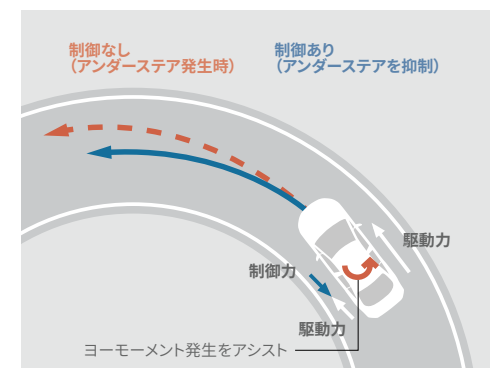 制御なし
（アンダーステア発生時）
制御あり
（アンダーステアを抑制）
駆動力
制御力
駆動力
ヨーモーメント発生をアシスト